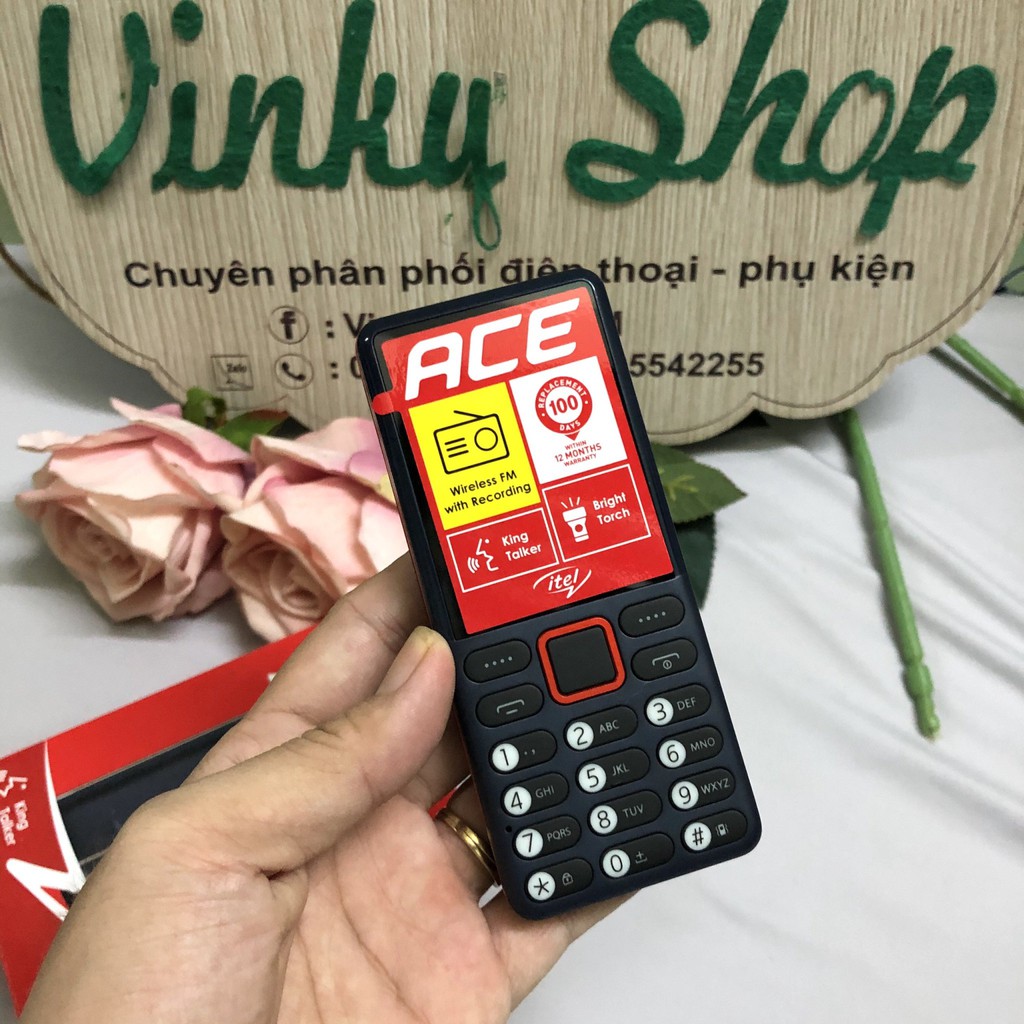 Vinky Shop
Chuyên phân phối điện thoại - phụ kiện
f :
Zalo : 5542255
ACE
Wireless FM
with Recording
REPLACEMENT
100
DAYS
WITHIN
12 MONTHS
WARRANTY
King
Talker
Bright
Torch
itel
1 . ,
2 ABC
3 DEF
4 GHI
5 JKL
6 MNO
7 PQRS
8 TUV
9 WXYZ
*
0
#
King
Talker